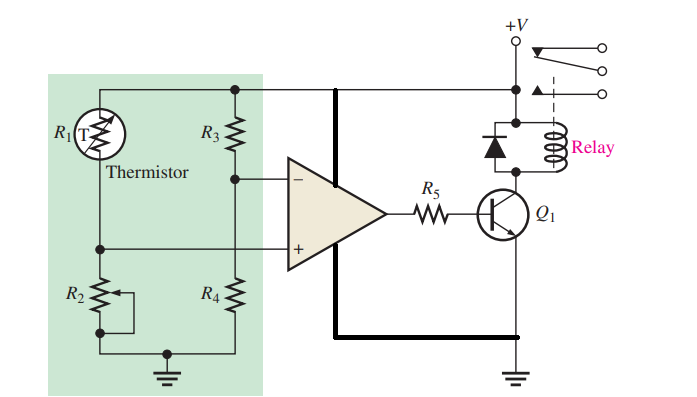 +V
R1
T
R3
Thermistor
Relay
−
R5
Q1
+
R2
R4